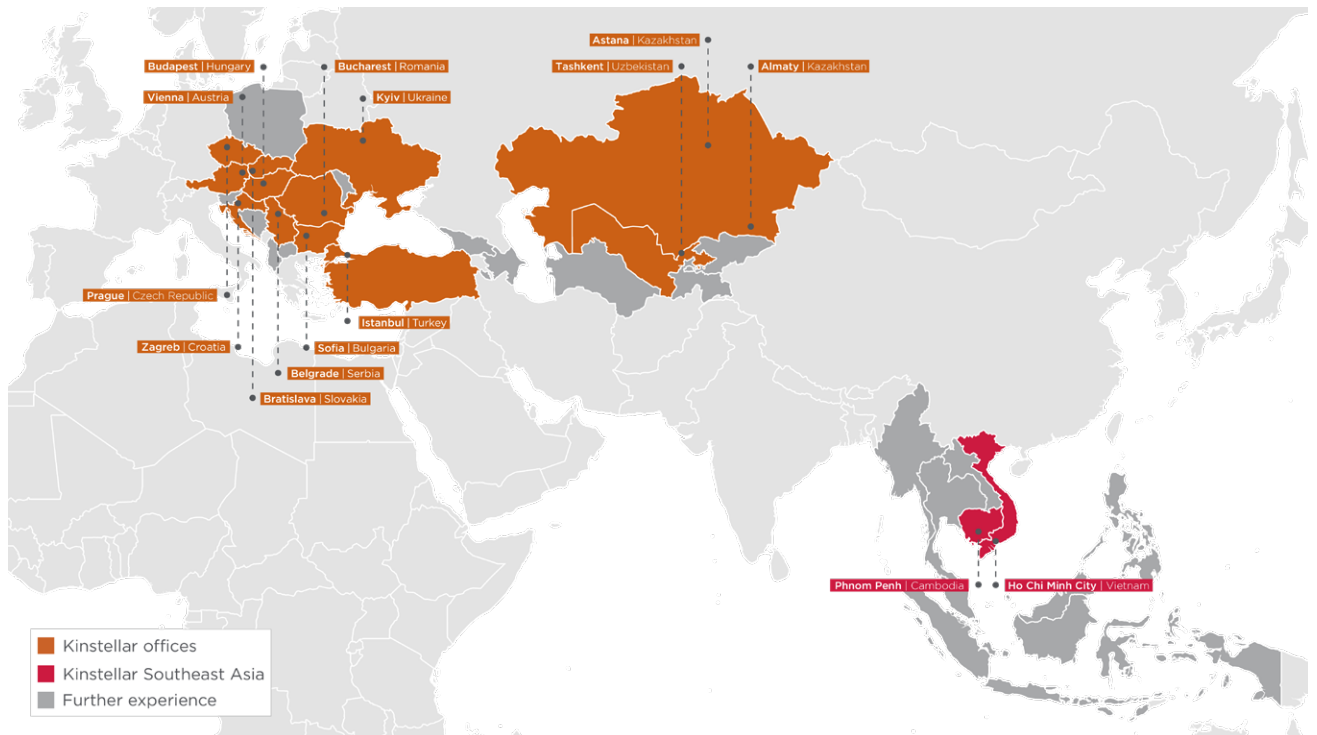 Astana | Kazakhstan
Budapest | Hungary
Bucharest | Romania
Tashkent | Uzbekistan
Almaty | Kazakhstan
Vienna | Austria
Kyiv | Ukraine
Prague | Czech Republic
Istanbul | Turkey
Zagreb | Croatia
Sofia | Bulgaria
Belgrade | Serbia
Bratislava | Slovakia
Phnom Penh | Cambodia
Ho Chi Minh City | Vietnam
Kinstellar offices
Kinstellar Southeast Asia
Further experience